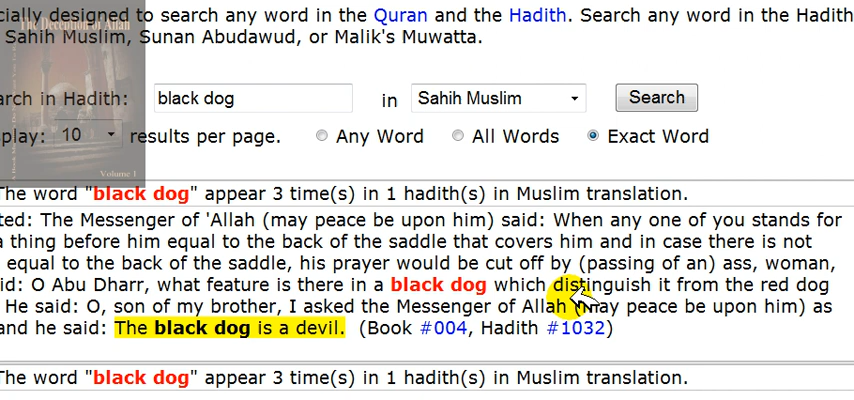 cially designed to search any word in the Quran and the Hadith. Search any word in the Hadith
Sahih Muslim, Sunan Abudawud, or Malik's Muwatta.
The Deception of Allah
Volume 1
arch in Hadith: black dog in Sahih Muslim Search
play: 10 results per page. Any Word All Words Exact Word
The word "black dog" appear 3 time(s) in 1 hadith(s) in Muslim translation.
ted: The Messenger of 'Allah (may peace be upon him) said: When any one of you stands for
a thing before him equal to the back of the saddle that covers him and in case there is not
equal to the back of the saddle, his prayer would be cut off by (passing of an) ass, woman,
id: O Abu Dharr, what feature is there in a black dog which distinguish it from the red dog
He said: O, son of my brother, I asked the Messenger of Allah (may peace be upon him) as
and he said: The black dog is a devil. (Book #004, Hadith #1032)
The word "black dog" appear 3 time(s) in 1 hadith(s) in Muslim translation.